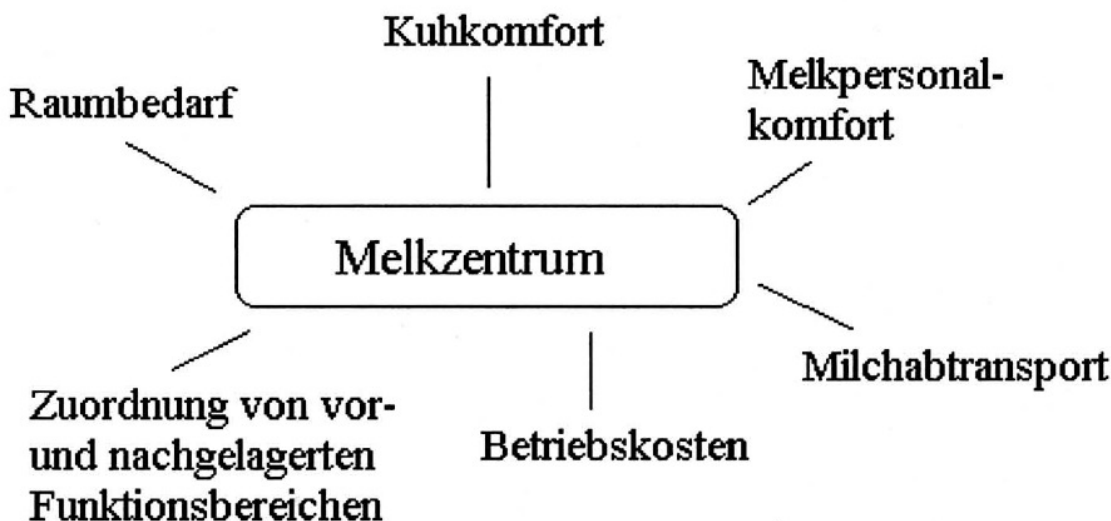 Kuhkomfort
Melkpersonal-
komfort
Raumbedarf
Melkzentrum
Milchabtransport
Zuordnung von vor-
und nachgelagerten
Funktionsbereichen
Betriebskosten